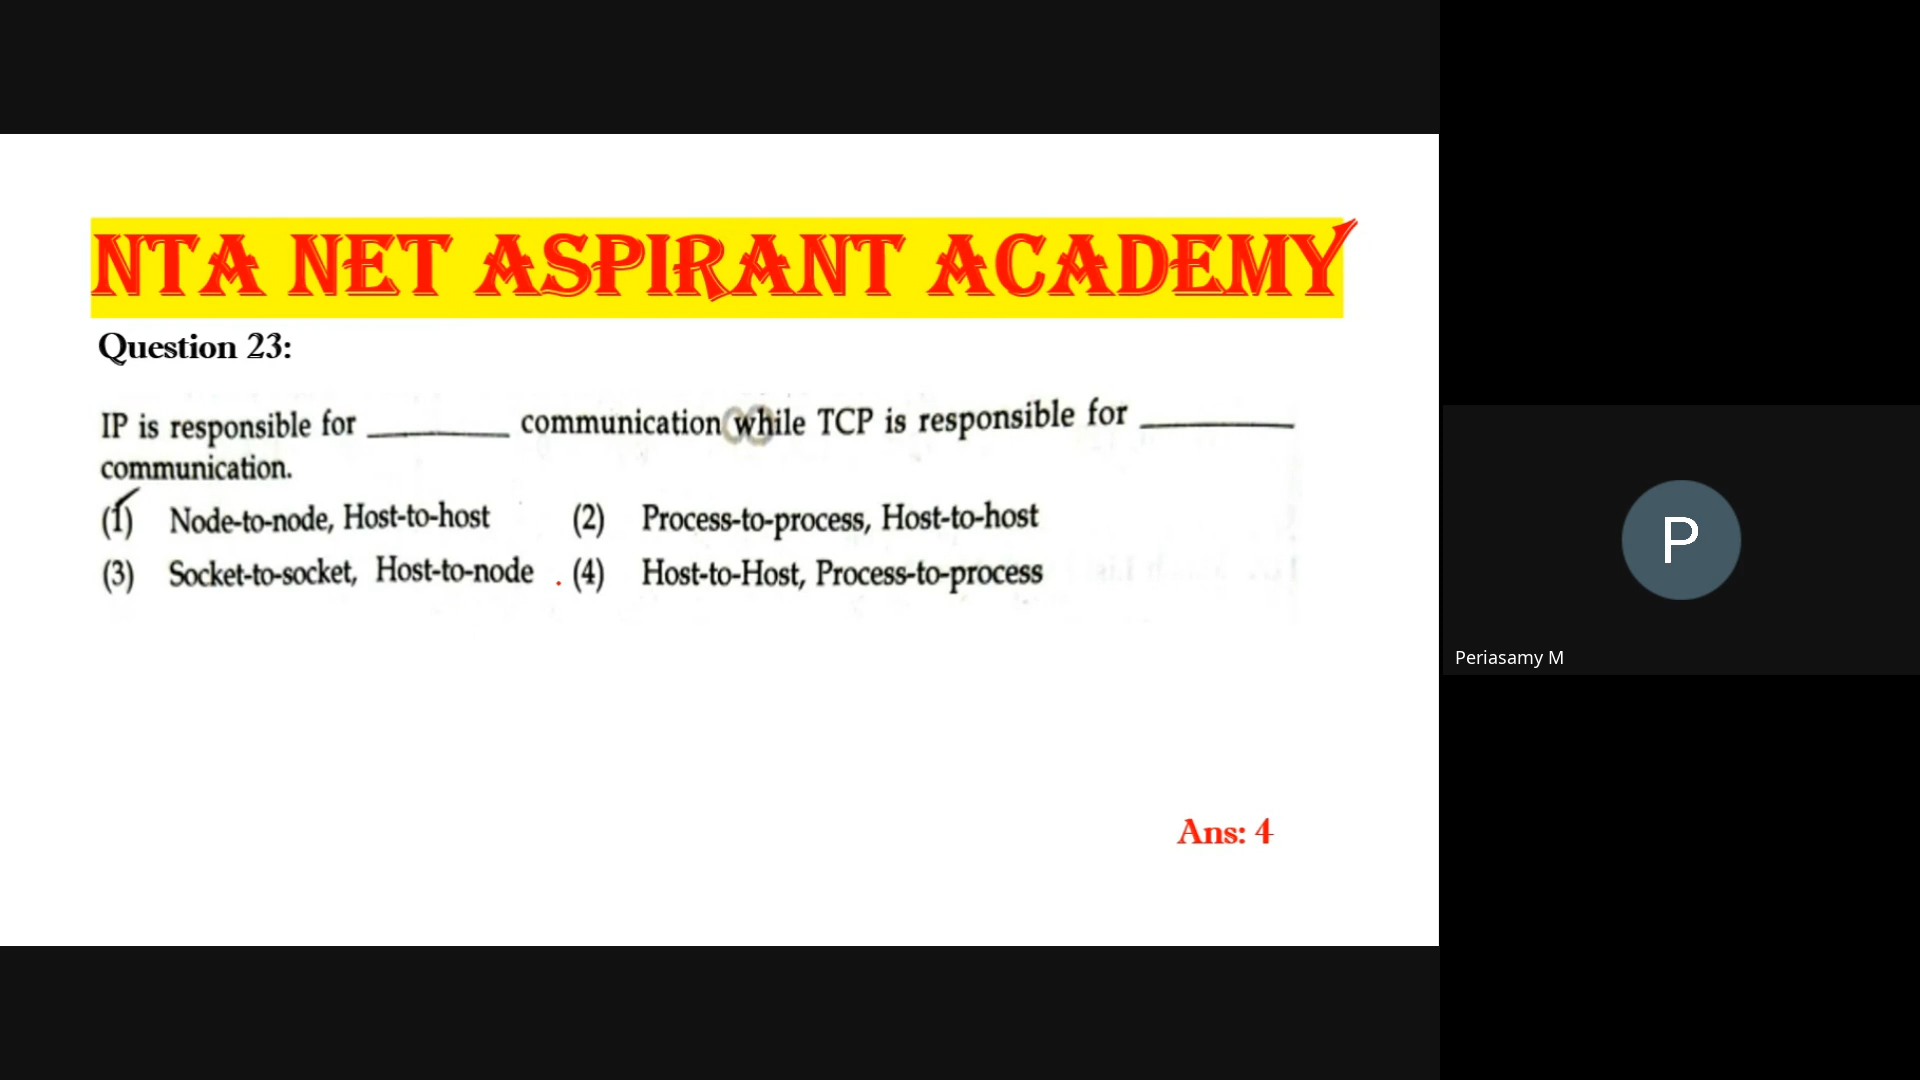 NTA NET ASPIRANT ACADEMY
Question 23:
IP is responsible for __________ communication while TCP is responsible for __________
communication.
(1) Node-to-node, Host-to-host (2) Process-to-process, Host-to-host
(3) Socket-to-socket, Host-to-node . (4) Host-to-Host, Process-to-process
Ans: 4
P
Periasamy M